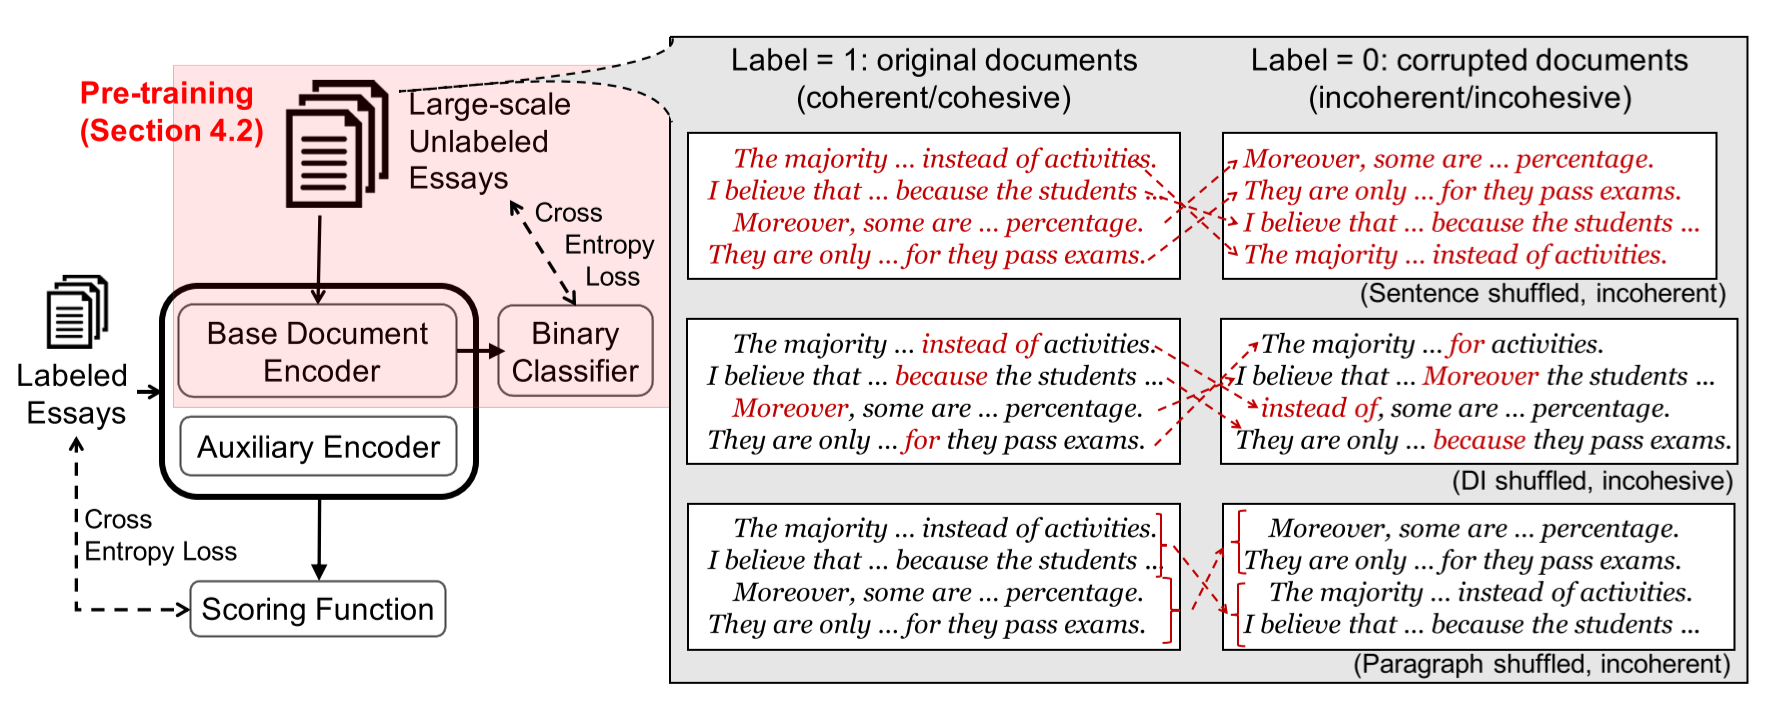 Pre-training
(Section 4.2)
Large-scale
Unlabeled
Essays
Cross
Entropy
Loss
Base Document
Encoder
Binary
Classifier
Labeled
Essays
Auxiliary Encoder
Cross
Entropy Loss
Scoring Function
Label = 1: original documents
(coherent/cohesive)
Label = 0: corrupted documents
(incoherent/incohesive)
The majority ... instead of activities.
I believe that ... because the students ...
Moreover, some are ... percentage.
They are only ... for they pass exams.
Moreover, some are ... percentage.
They are only ... for they pass exams.
I believe that ... because the students ...
The majority ... instead of activities.
(Sentence shuffled, incoherent)
The majority ... instead of activities.
I believe that ... because the students ...
Moreover, some are ... percentage.
They are only ... for they pass exams.
The majority ... for activities.
I believe that ... Moreover the students ...
instead of, some are ... percentage.
They are only ... because they pass exams.
(DI shuffled, incohesive)
The majority ... instead of activities.
I believe that ... because the students ...
Moreover, some are ... percentage.
They are only ... for they pass exams.
Moreover, some are ... percentage.
They are only ... for they pass exams.
The majority ... instead of activities.
I believe that ... because the students ...
(Paragraph shuffled, incoherent)